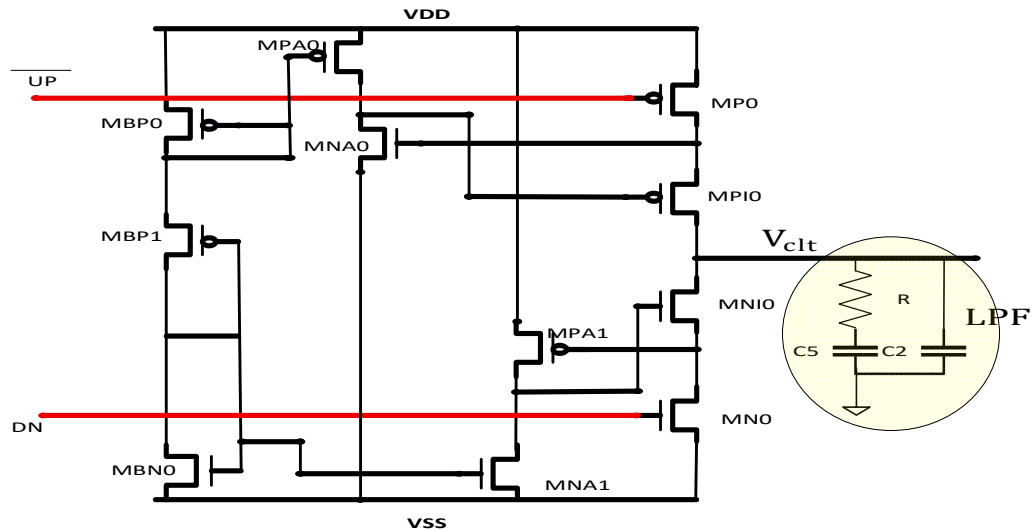 VDD
MPA0
UP
MBP0
MP0
MNA0
MPI0
MBP1
Vclt
MNI0
R
LPF
MPA1
C5
C2
DN
MN0
MBN0
MNA1
VSS